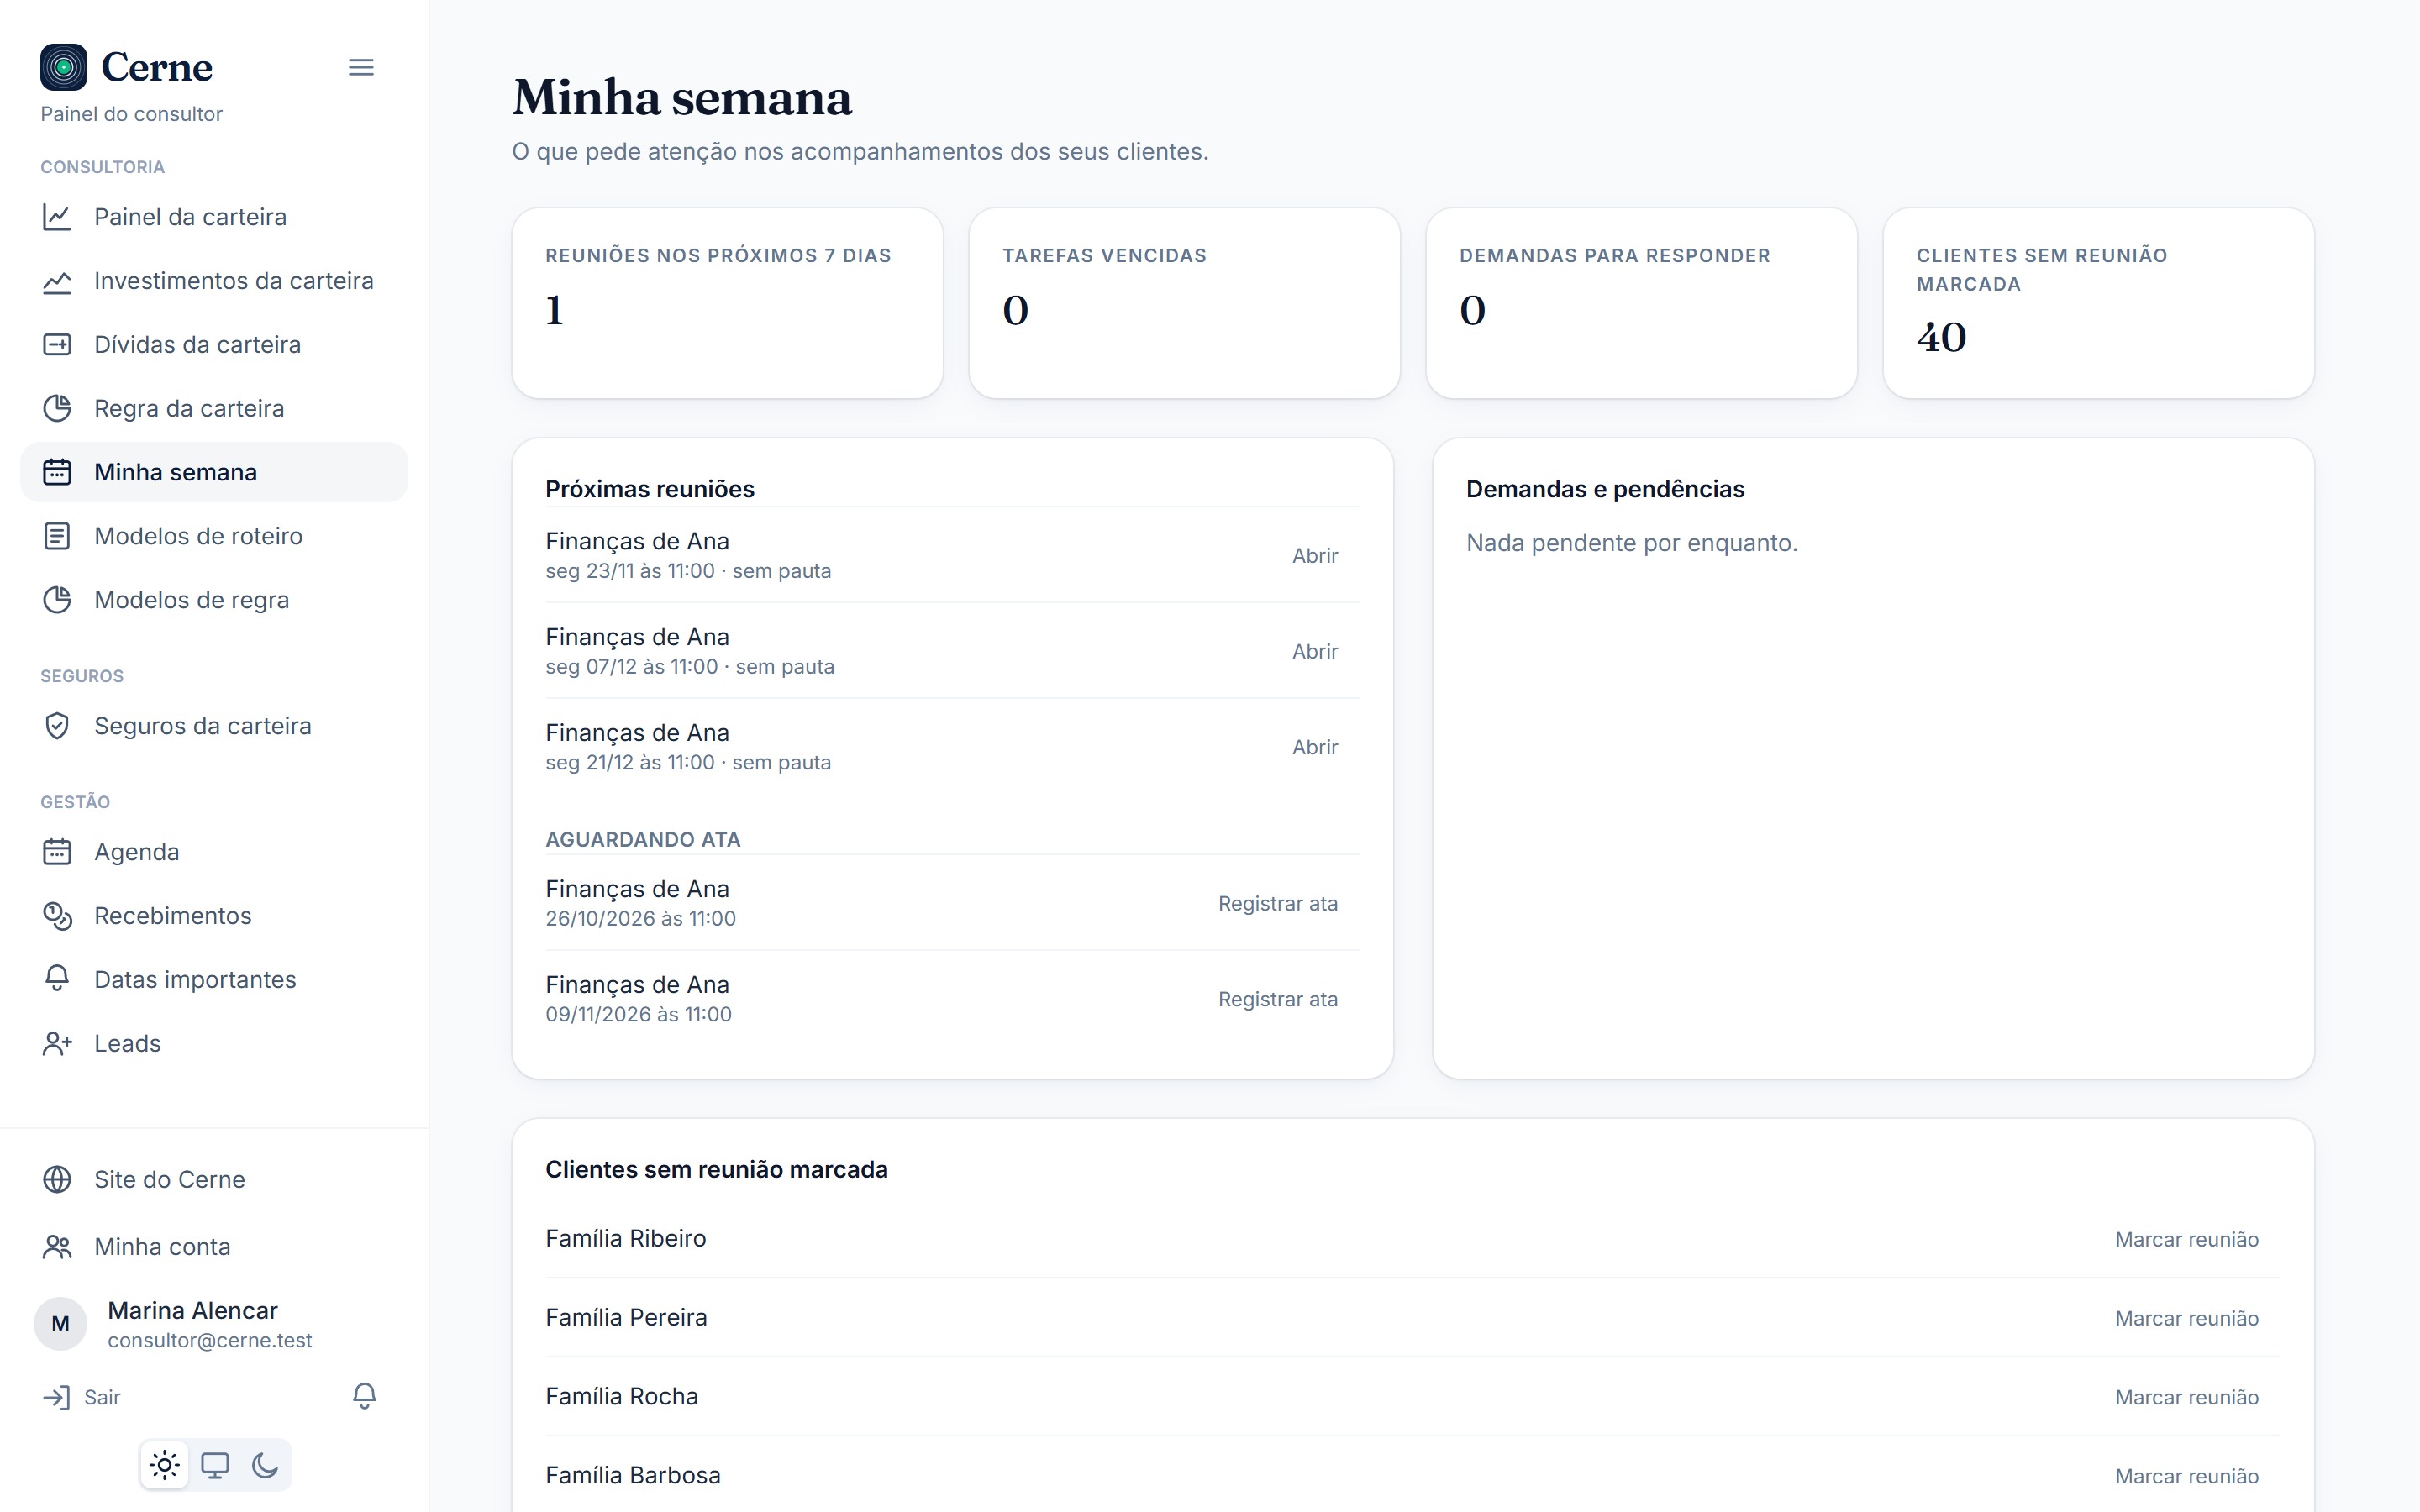 Cerne
Painel do consultor
CONSULTORIA
Painel da carteira
Investimentos da carteira
Dívidas da carteira
Regra da carteira
Minha semana
Modelos de roteiro
Modelos de regra
SEGUROS
Seguros da carteira
GESTÃO
Agenda
Recebimentos
Datas importantes
Leads
Site do Cerne
Minha conta
M
Marina Alencar
consultor@cerne.test
Sair
Minha semana
O que pede atenção nos acompanhamentos dos seus clientes.
REUNIÕES NOS PRÓXIMOS 7 DIAS
1
TAREFAS VENCIDAS
0
DEMANDAS PARA RESPONDER
0
CLIENTES SEM REUNIÃO
MARCADA
40
Próximas reuniões
Finanças de Ana
seg 23/11 às 11:00 · sem pauta
Abrir
Finanças de Ana
seg 07/12 às 11:00 · sem pauta
Abrir
Finanças de Ana
seg 21/12 às 11:00 · sem pauta
Abrir
AGUARDANDO ATA
Finanças de Ana
26/10/2026 às 11:00
Registrar ata
Finanças de Ana
09/11/2026 às 11:00
Registrar ata
Demandas e pendências
Nada pendente por enquanto.
Clientes sem reunião marcada
Família Ribeiro
Marcar reunião
Família Pereira
Marcar reunião
Família Rocha
Marcar reunião
Família Barbosa
Marcar reunião